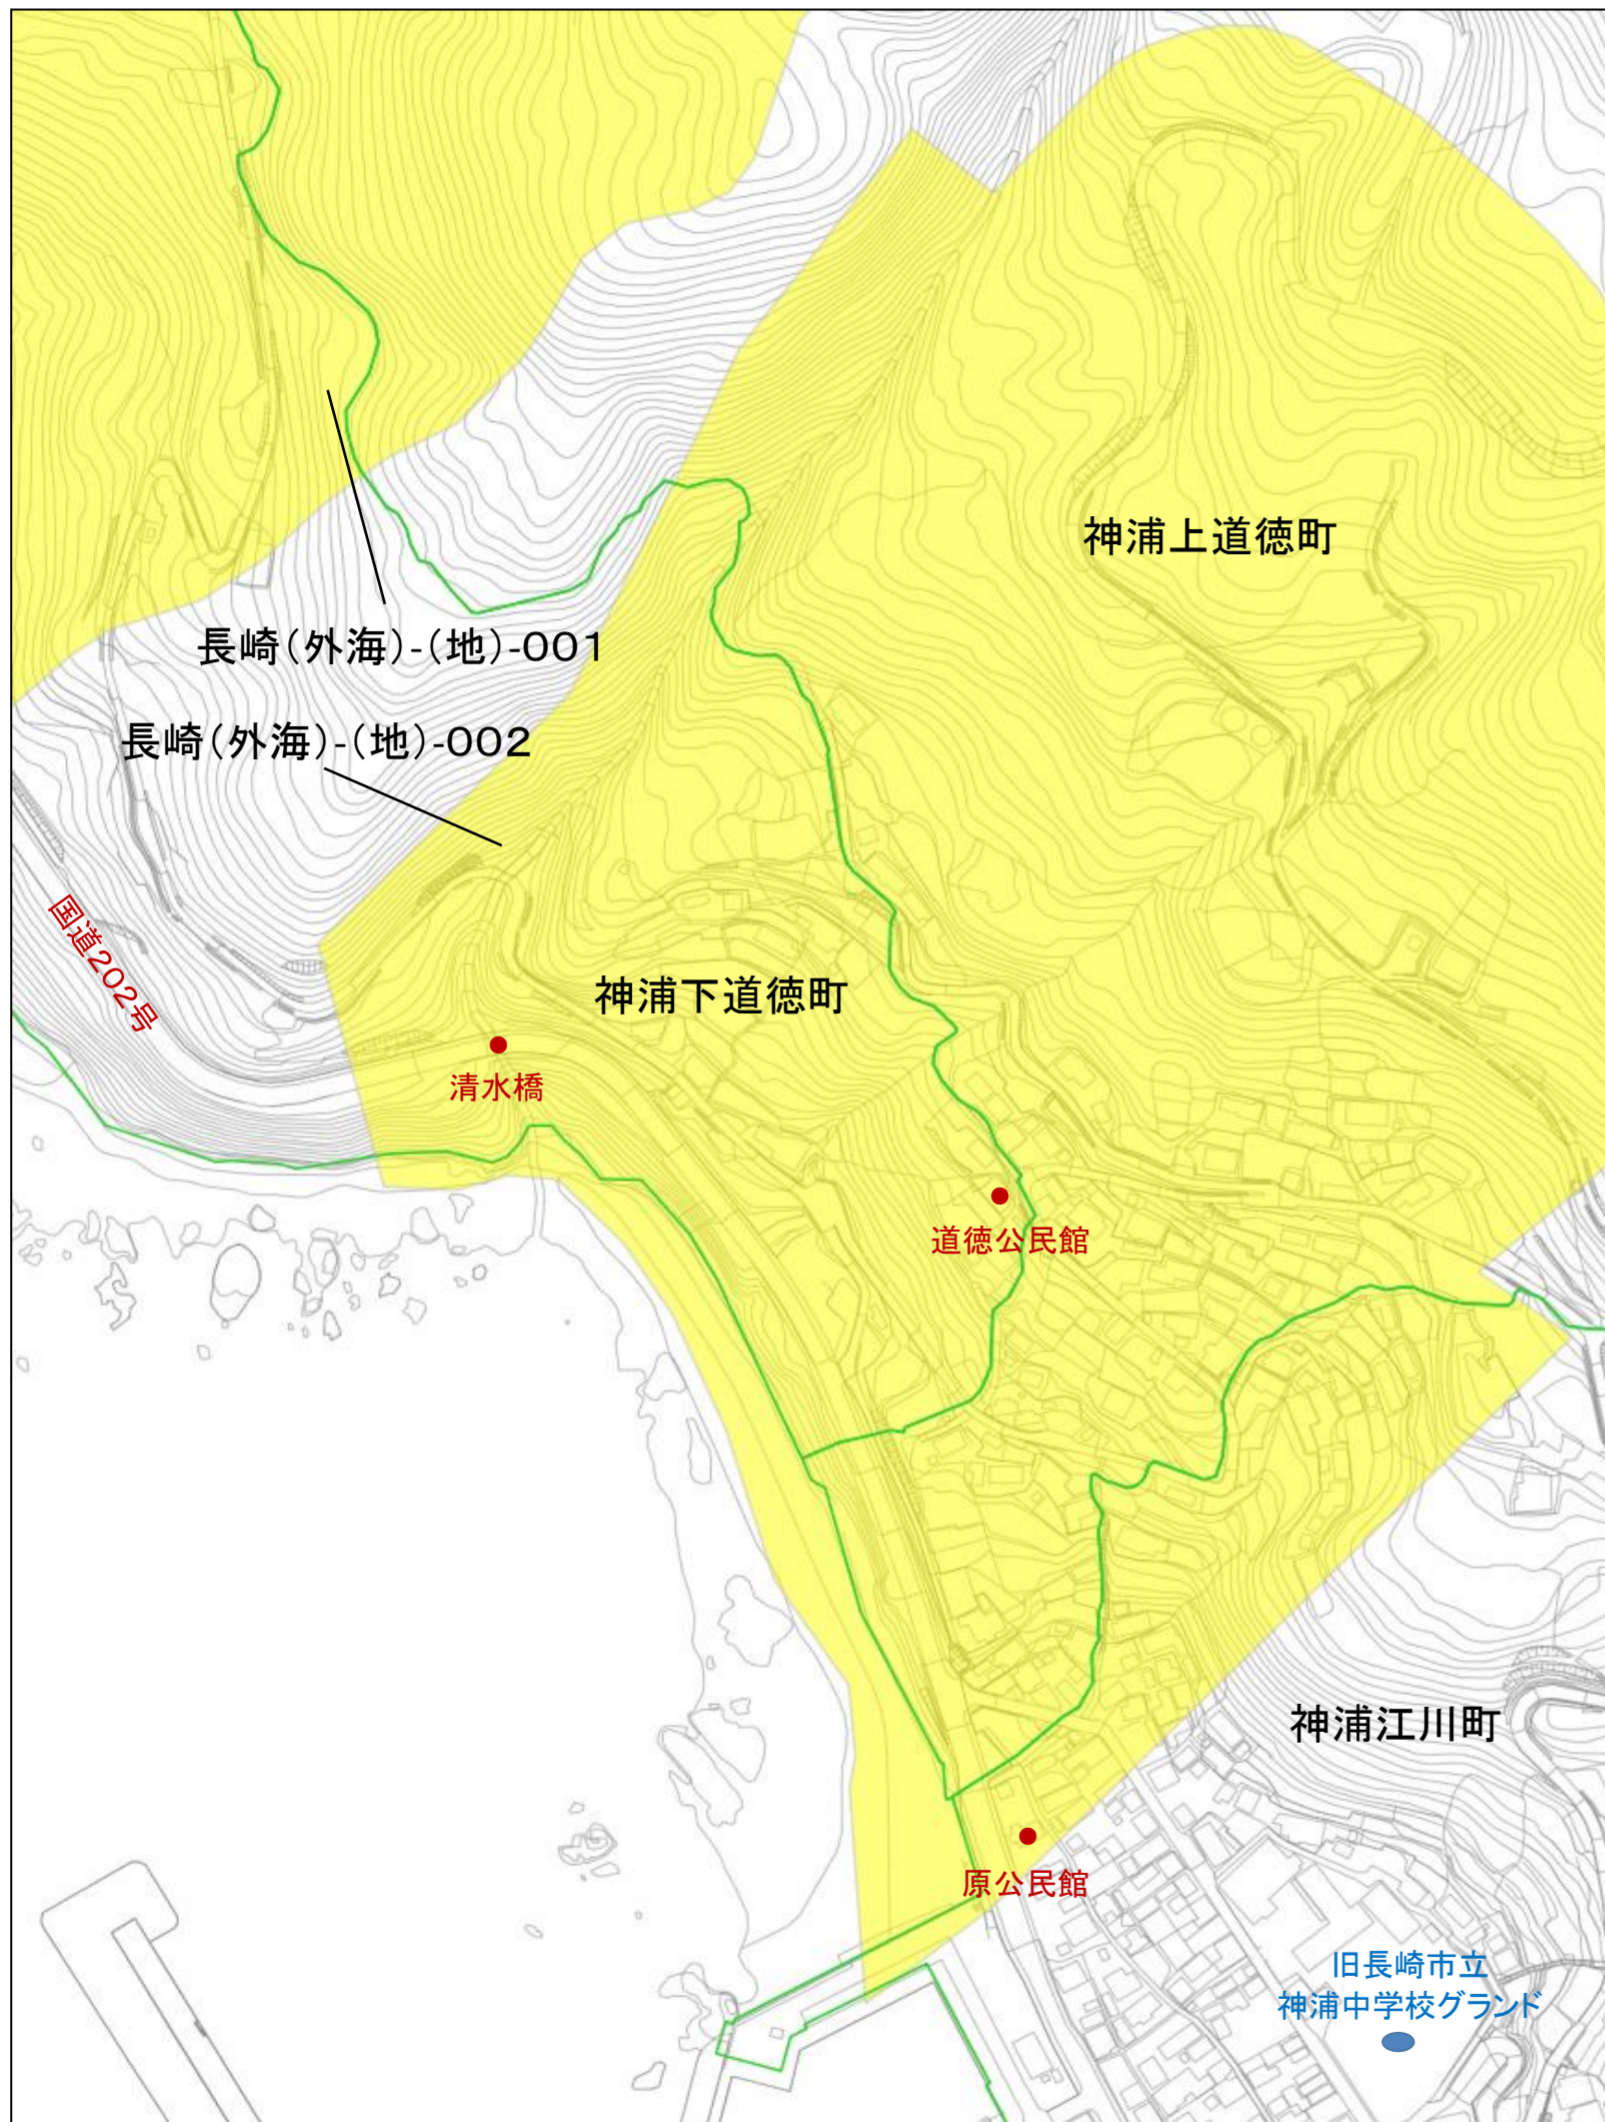 神浦上道徳町
長崎(外海)-(地)-001
長崎(外海)-(地)-002
国道202号
神浦下道徳町
清水橋
道徳公民館
神浦江川町
原公民館
旧長崎市立
神浦中学校グランド